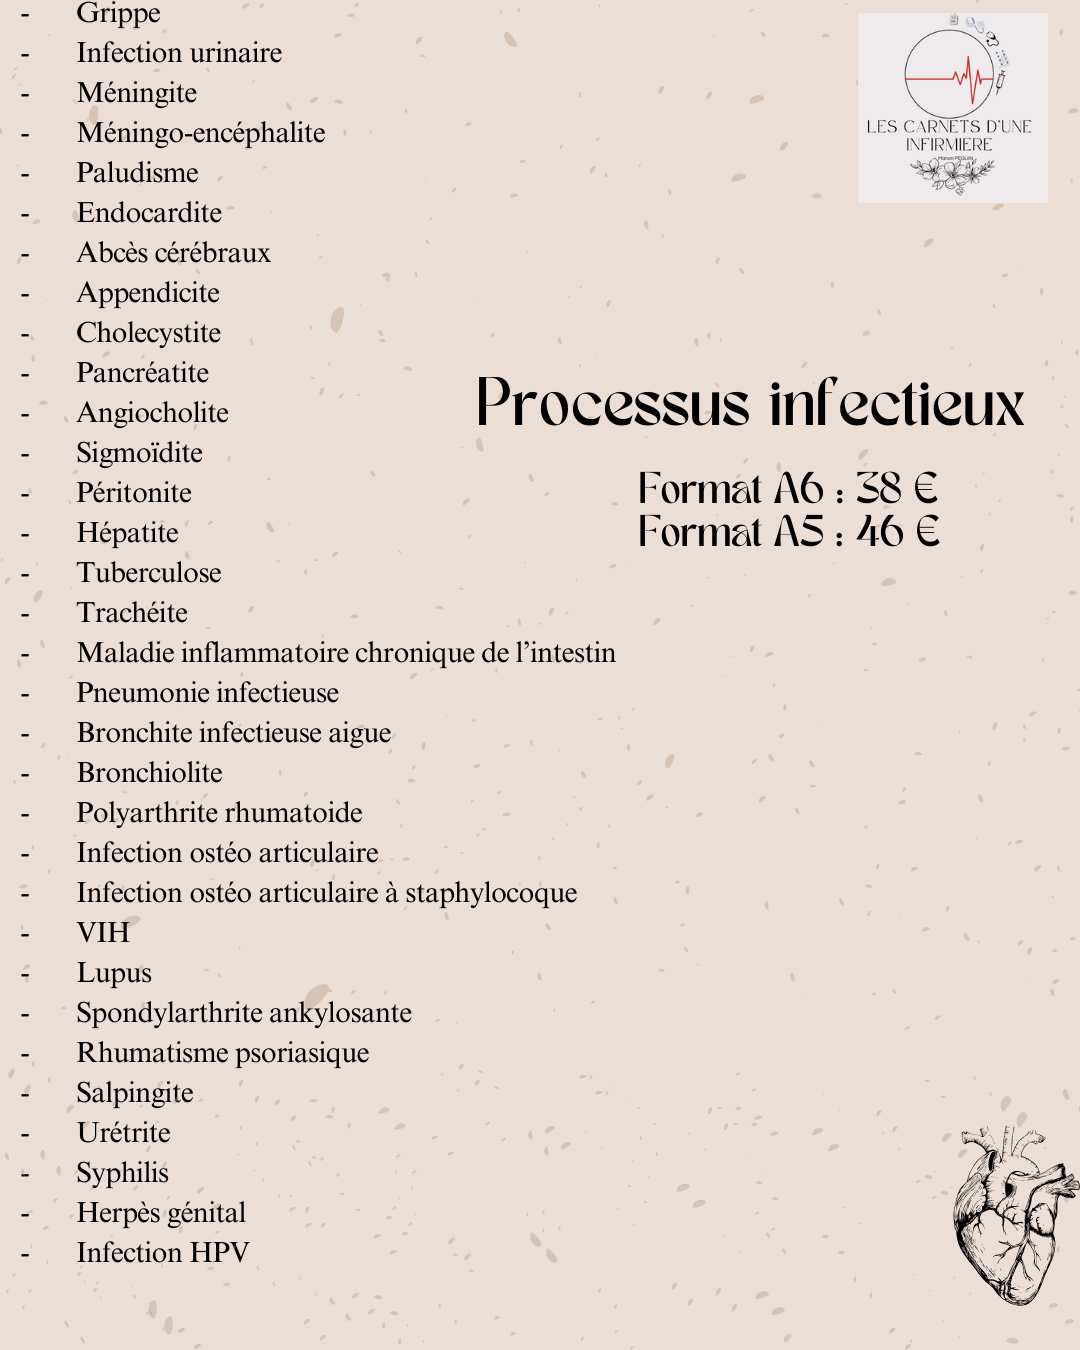 - Grippe
- Infection urinaire
- Méningite
- Méningo-encéphalite
- Paludisme
- Endocardite
- Abcès cérébraux
- Appendicite
- Cholecystite
- Pancréatite
- Angiocholite
- Sigmoïdite
- Péritonite
- Hépatite
- Tuberculose
- Trachéite
- Maladie inflammatoire chronique de l’intestin
- Pneumonie infectieuse
- Bronchite infectieuse aigue
- Bronchiolite
- Polyarthrite rhumatoide
- Infection ostéo articulaire
- Infection ostéo articulaire à staphylocoque
- VIH
- Lupus
- Spondylarthrite ankylosante
- Rhumatisme psoriasique
- Salpingite
- Urétrite
- Syphilis
- Herpès génital
- Infection HPV
LES CARNETS D'UNE
INFIRMIERE
Manon PEQUIN
Processus infectieux
Format A6 : 38 €
Format A5 : 46 €